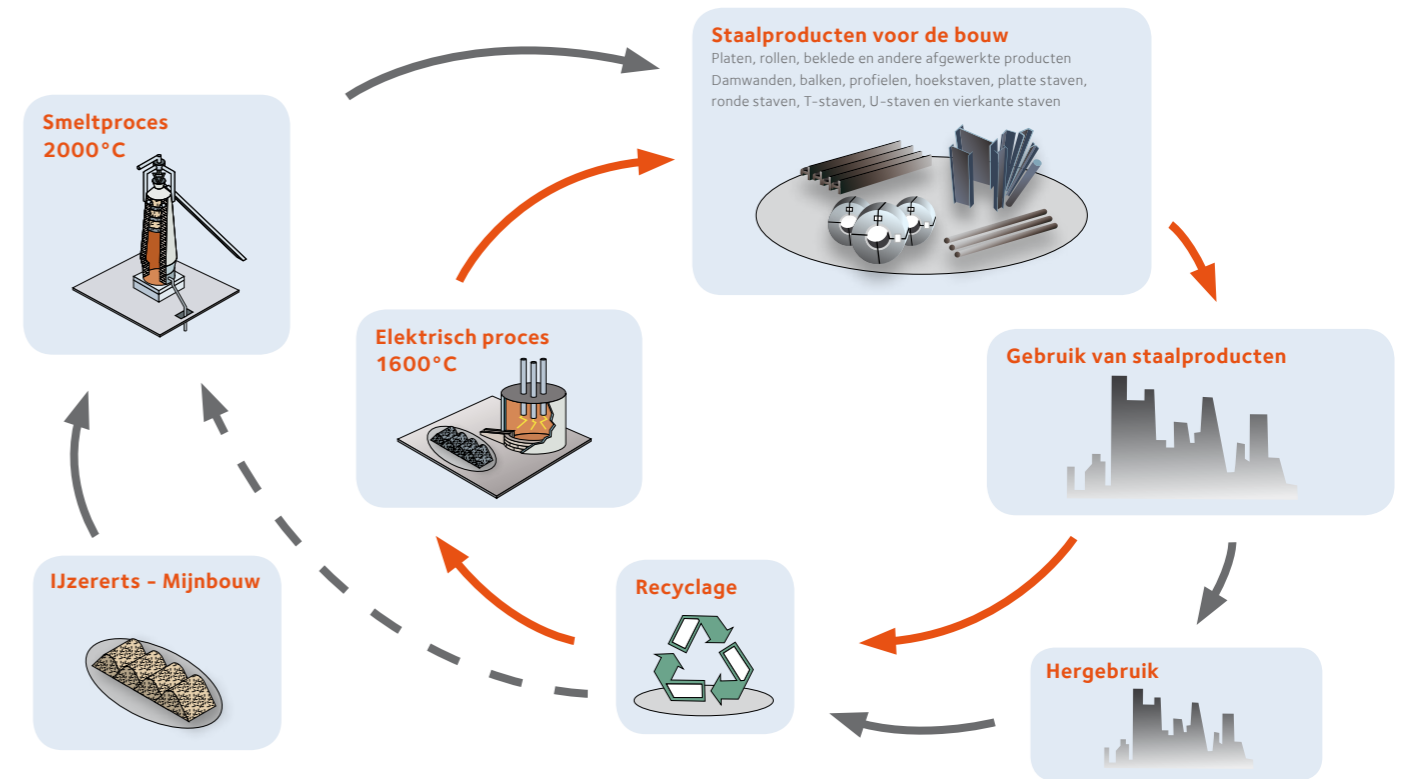 Staalproducten voor de bouw
Platen, rollen, beklede en andere afgewerkte producten
Damwanden, balken, profielen, hoekstaven, platte staven,
ronde staven, T-staven, U-staven en vierkante staven
Smeltproces
2000°C
Elektrisch proces
1600°C
Gebruik van staalproducten
IJzererts - Mijnbouw
Recyclage
Hergebruik